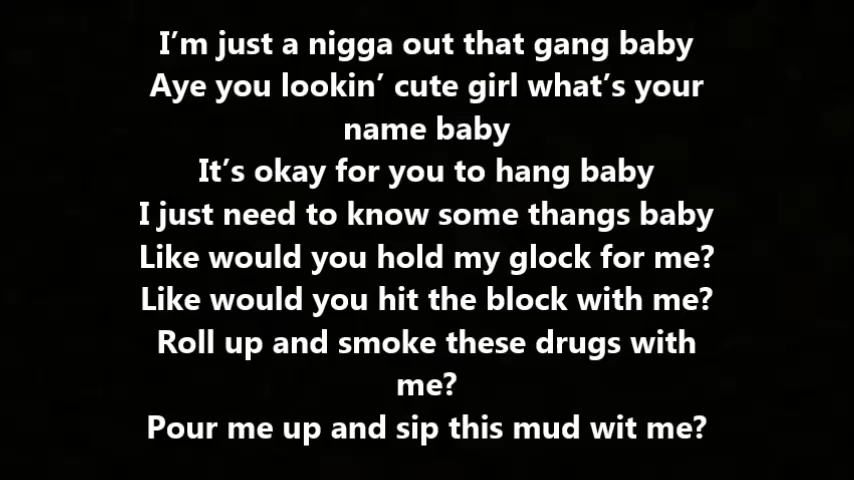 I’m just a nigga out that gang baby
Aye you lookin’ cute girl what’s your
name baby
It’s okay for you to hang baby
I just need to know some thangs baby
Like would you hold my glock for me?
Like would you hit the block with me?
Roll up and smoke these drugs with
me?
Pour me up and sip this mud wit me?